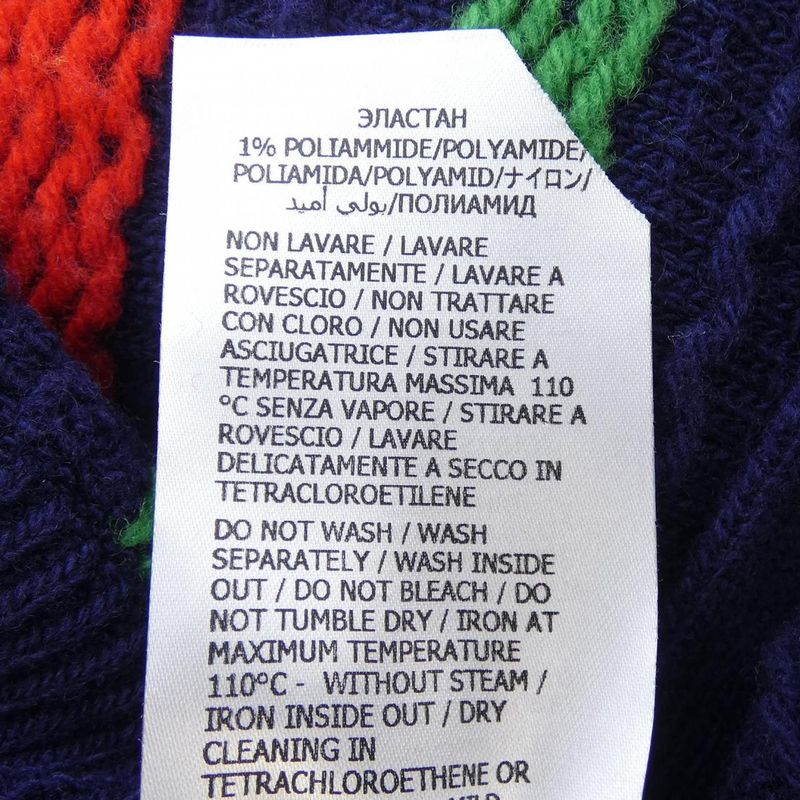 ЭЛАСТАН
1% POLIAMMIDE/POLYAMIDE/
POLIAMIDA/POLYAMID/ナイロン/
بولي أميد/ПОЛИАМИД
NON LAVARE / LAVARE
SEPARATAMENTE / LAVARE A
ROVESCIO / NON TRATTARE
CON CLORO / NON USARE
ASCIUGATRICE / STIRARE A
TEMPERATURA MASSIMA 110
°C SENZA VAPORE / STIRARE A
ROVESCIO / LAVARE
DELICATAMENTE A SECCO IN
TETRACLOROETILENE
DO NOT WASH / WASH
SEPARATELY / WASH INSIDE
OUT / DO NOT BLEACH / DO
NOT TUMBLE DRY / IRON AT
MAXIMUM TEMPERATURE
110°C - WITHOUT STEAM /
IRON INSIDE OUT / DRY
CLEANING IN
TETRACHLOROETHENE OR